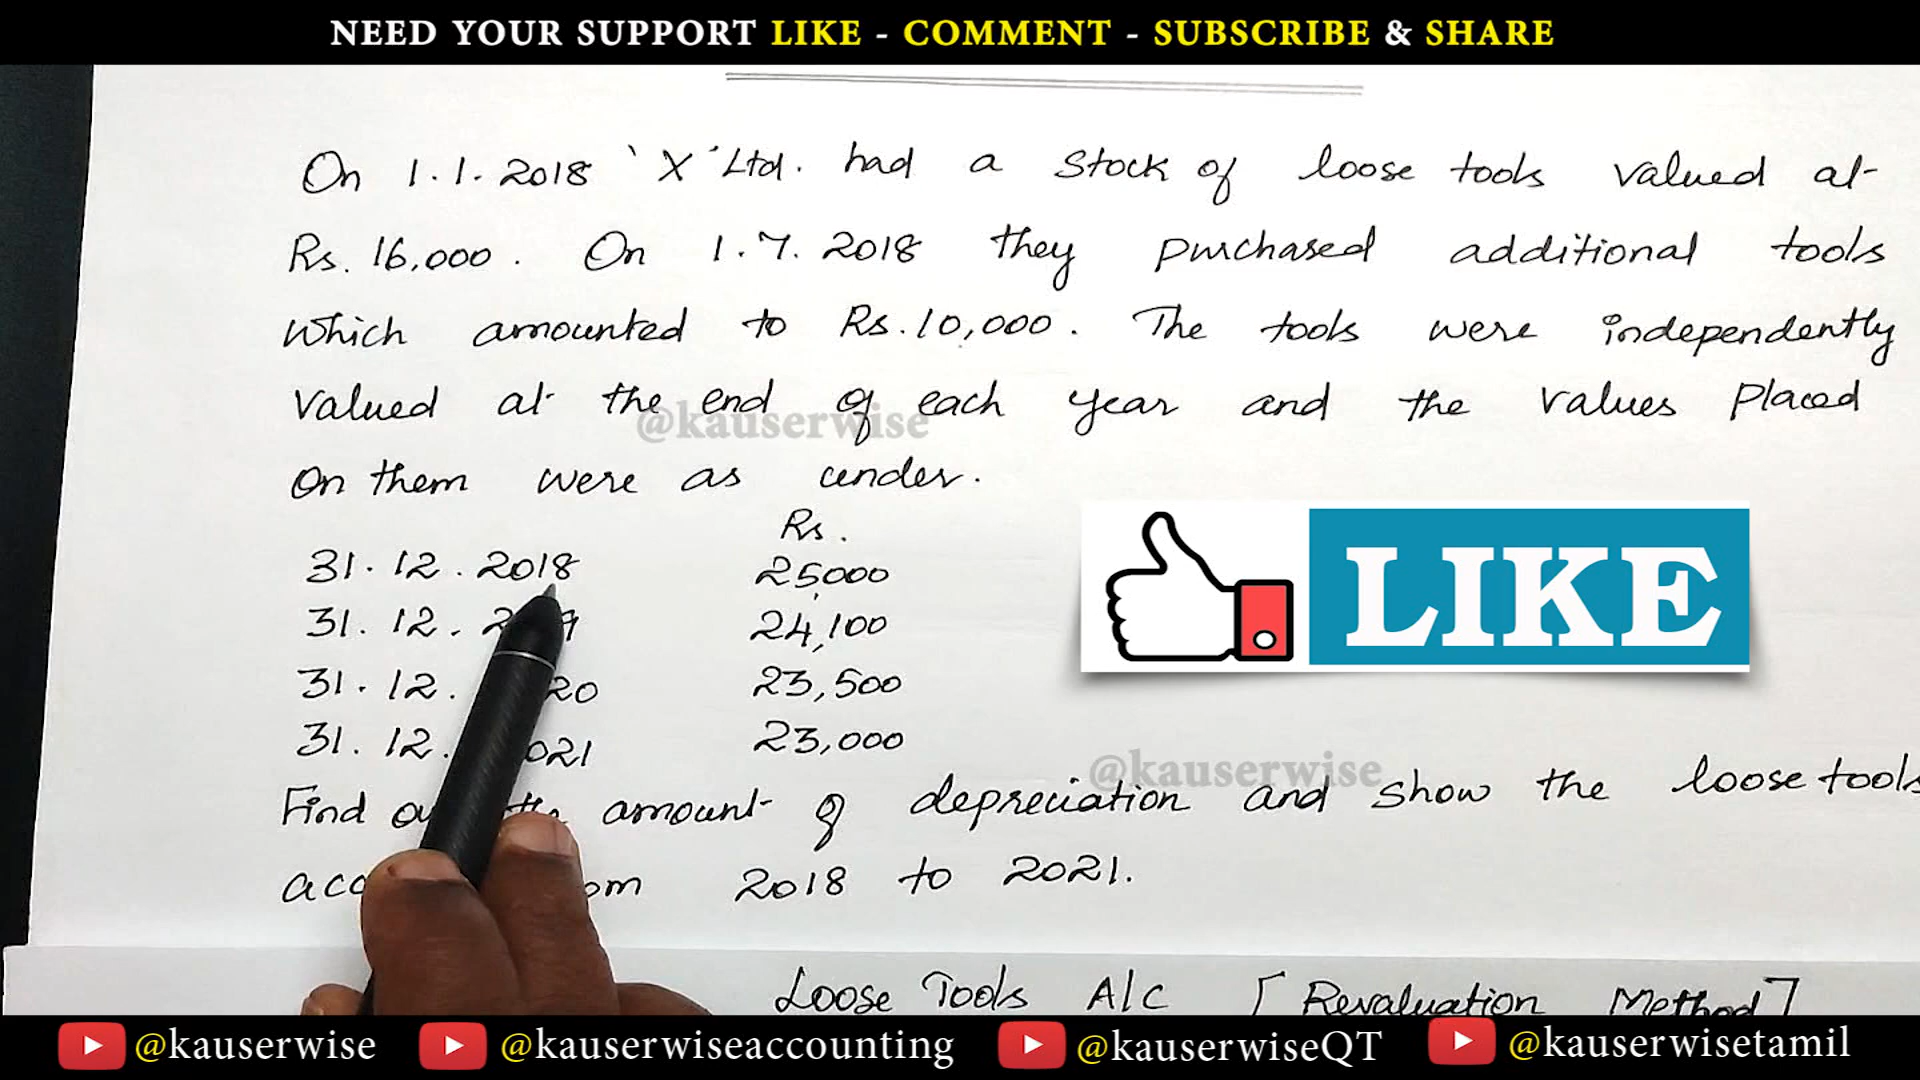 NEED YOUR SUPPORT LIKE - COMMENT - SUBSCRIBE & SHARE
On 1.1.2018 'X' Ltd. had a Stock of loose tools valued at
Rs. 16,000. On 1.7.2018 they purchased additional tools
Which amounted to Rs.10,000. The tools were independently
Valued at the end of each year and the values placed
@kauserwise
On them were as under.
Rs.
31.12.2018 25,000
31.12. 24,100
31.12. 20 23,500
31.12. 021 23,000
LIKE
@kauserwise
Find the amount of depreciation and show the loose tools
2018 to 2021.
Loose Tools A/C [Revaluation Method]
@kauserwise @kauserwiseaccounting @kauserwiseQT @kauserwisetamil